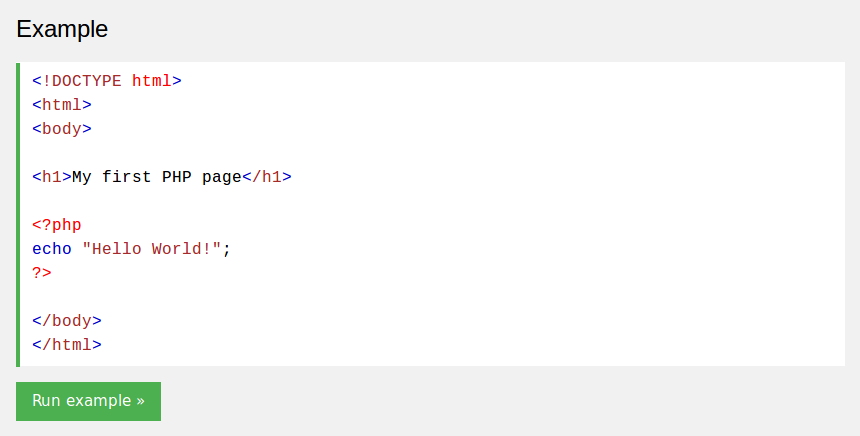 Example
<!DOCTYPE html>
<html>
<body>
<h1>My first PHP page</h1>
<?php
echo "Hello World!";
?>
</body>
</html>
Run example »